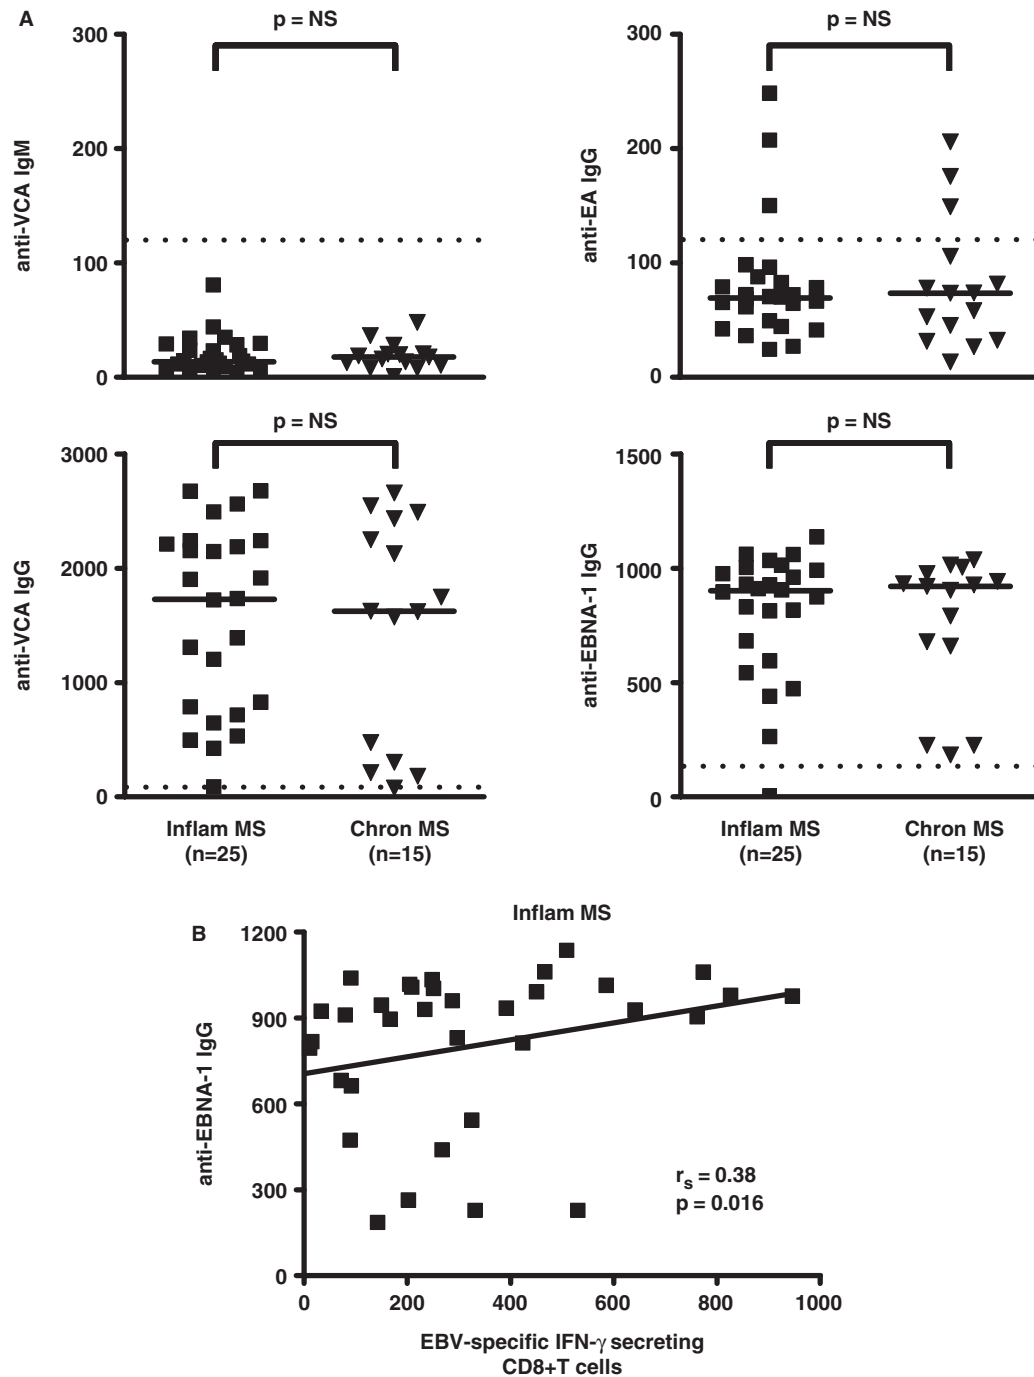 A
p = NS
300
200
100
0
anti-VCA IgM
p = NS
300
200
100
0
anti-EA IgG
p = NS
3000
2000
1000
0
anti-VCA IgG
Inflam MS
(n=25)
Chron MS
(n=15)
p = NS
1500
1000
500
0
anti-EBNA-1 IgG
Inflam MS
(n=25)
Chron MS
(n=15)
B
Inflam MS
1200
900
600
300
0
anti-EBNA-1 IgG
rs = 0.38
p = 0.016
0 200 400 600 800 1000
EBV-specific IFN-γ secreting
CD8+T cells